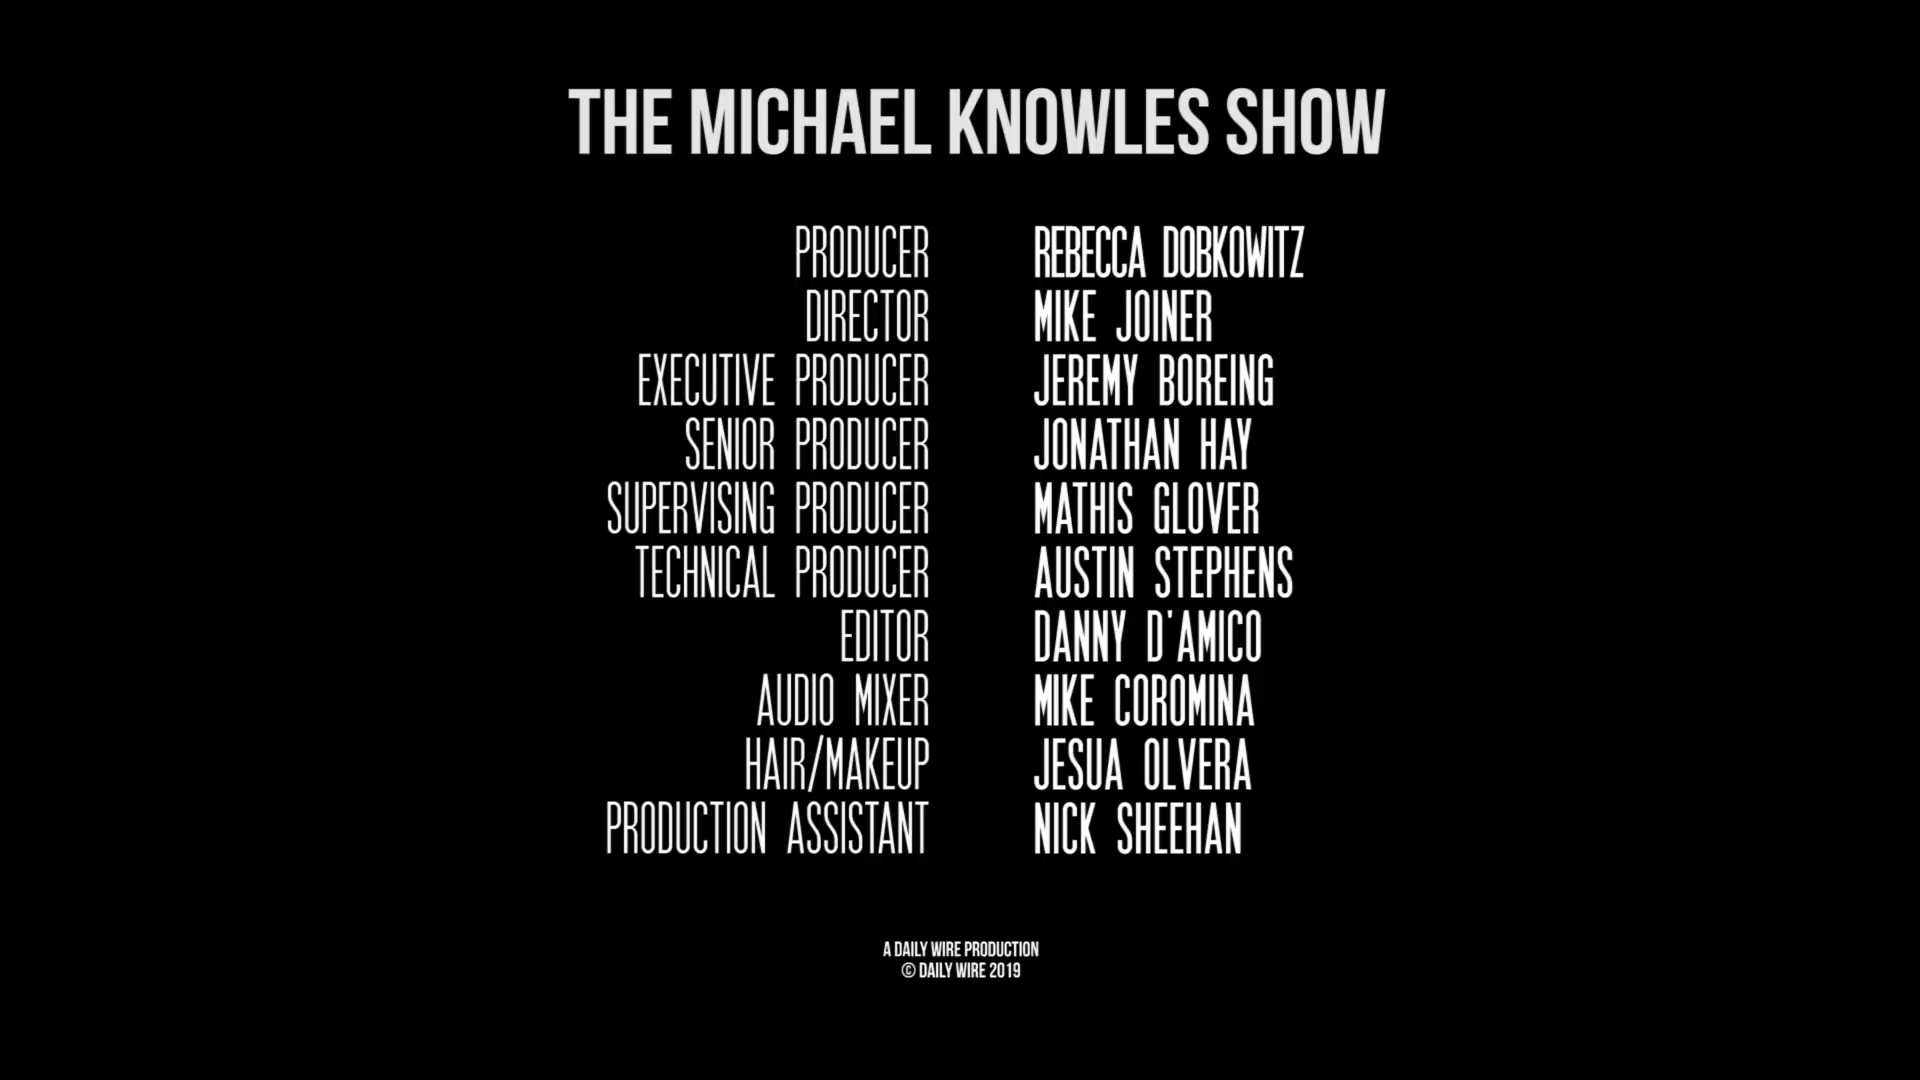 THE MICHAEL KNOWLES SHOW
PRODUCER REBECCA DOBKOWITZ
DIRECTOR MIKE JOINER
EXECUTIVE PRODUCER JEREMY BOREING
SENIOR PRODUCER JONATHAN HAY
SUPERVISING PRODUCER MATHIS GLOVER
TECHNICAL PRODUCER AUSTIN STEPHENS
EDITOR DANNY D'AMICO
AUDIO MIXER MIKE COROMINA
HAIR/MAKEUP JESUA OLVERA
PRODUCTION ASSISTANT NICK SHEEHAN
A DAILY WIRE PRODUCTION
© DAILY WIRE 2019